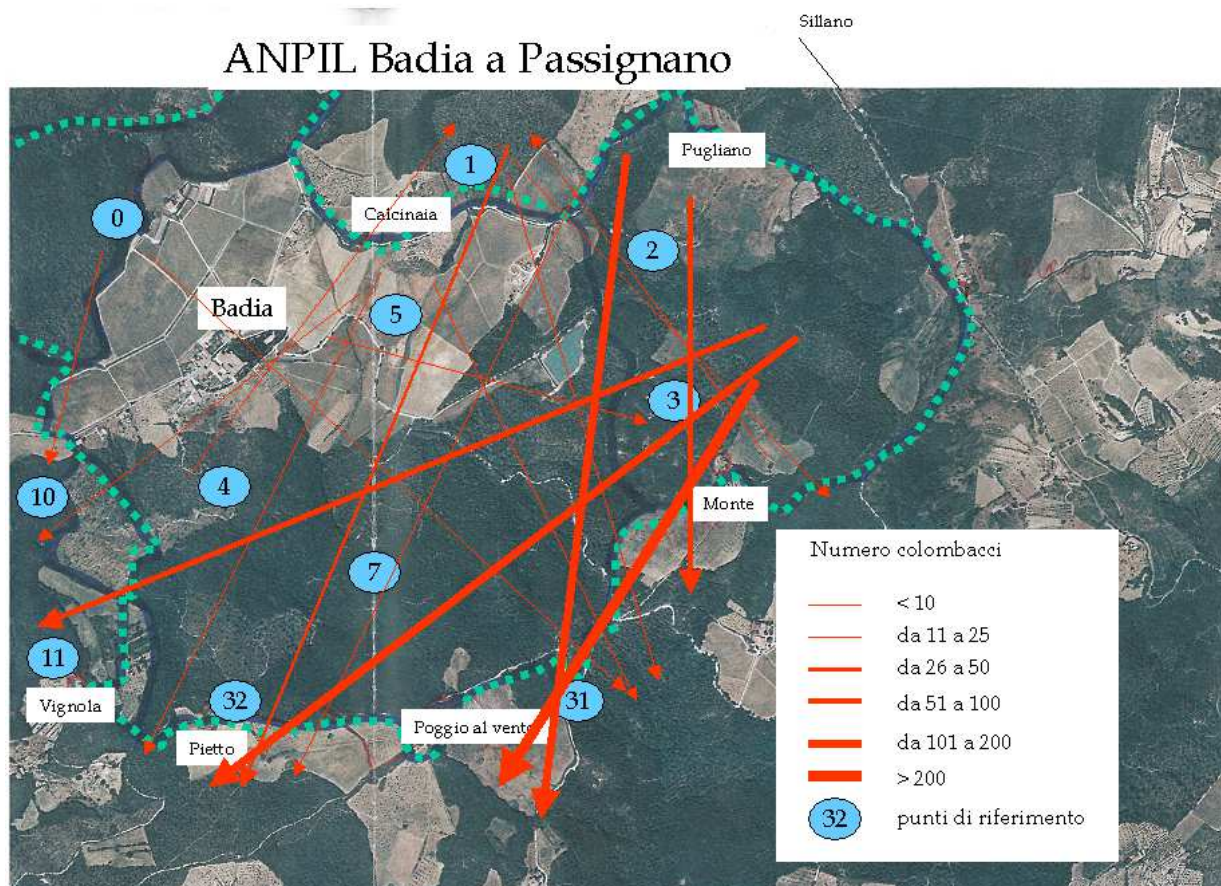 Sillano
ANPIL Badia a Passignano
Pugliano
1
0
Calcinaia
2
Badia
5
3
4
10
Monte
7
Numero colombacci
< 10
da 11 a 25
da 26 a 50
da 51 a 100
da 101 a 200
> 200
32 punti di riferimento
11
Vignola
32
31
Pietto
Poggio al vento